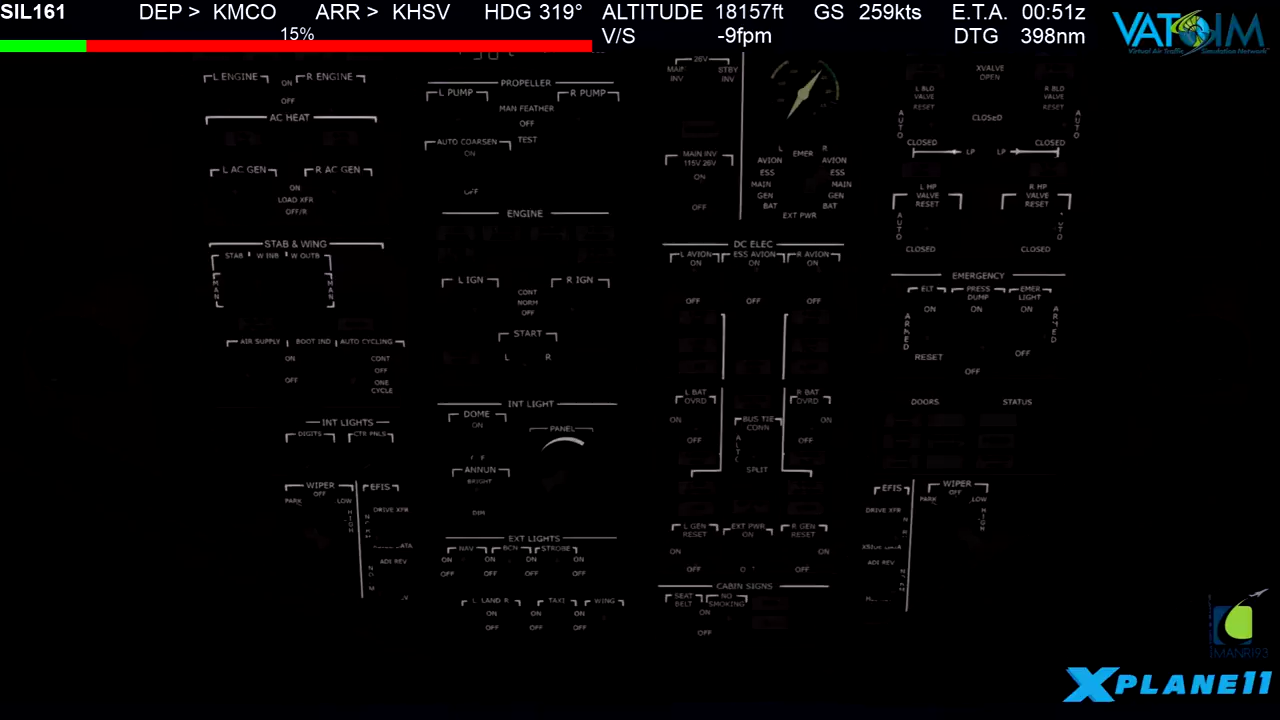 SIL161 DEP > KMCO ARR > KHSV HDG 319° ALTITUDE 18157ft GS 259kts E.T.A. 00:51z
15% V/S -9fpm DTG 398nm
VATSIM
Virtual Air Traffic Simulation Network
L ENGINE ON R ENGINE
OFF
AC HEAT
L AC GEN R AC GEN
ON
LOAD XFR
OFF/R
STAB & WING
STAB W INB W OUTB
MAN MAN
AIR SUPPLY BOOT IND AUTO CYCLING
ON CONT
OFF
OFF ONE
CYCLE
INT LIGHTS
DIGITS CTR PNLS
WIPER EFIS
OFF
PARK LOW
HIGH
DRIVE XFR
ADI REV
PROPELLER
L PUMP R PUMP
MAN FEATHER
OFF
AUTO COARSEN TEST
ON
OFF
ENGINE
L IGN R IGN
CONT
NORM
OFF
START
L R
INT LIGHT
DOME
ON
PANEL
ANNUN
BRIGHT
DIM
EXT LIGHTS
NAV BCN STROBE
ON ON ON ON
OFF OFF OFF OFF
L LAND R TAXI WING
ON ON ON
OFF OFF OFF
26V
MAIN INV STBY INV
MAIN INV
115V 26V
ON
OFF
L EMER R
AVION AVION
ESS ESS
MAIN MAIN
GEN GEN
BAT BAT
EXT PWR
DC ELEC
L AVION ESS AVION R AVION
ON ON ON
OFF OFF OFF
L BAT OVRD R BAT OVRD
ON ON
BUS TIE
CONN
OFF OFF
SPLIT
L GEN RESET EXT PWR ON R GEN RESET
ON ON
OFF OFF
CABIN SIGNS
SEAT BELT NO SMOKING
ON
OFF
XVALVE
OPEN
L BLD VALVE RESET R BLD VALVE RESET
AUTO CLOSED AUTO
CLOSED CLOSED
LP LP
L HP VALVE RESET R HP VALVE RESET
AUTO AUTO
CLOSED CLOSED
EMERGENCY
ELT PRESS DUMP EMER LIGHT
ON ON ON
ARMED ARMED
RESET OFF
OFF
DOORS STATUS
EFIS WIPER
OFF
PARK LOW
HIGH
DRIVE XFR
XSIDE DATA
ADI REV
IMANRI93
XPLANE11